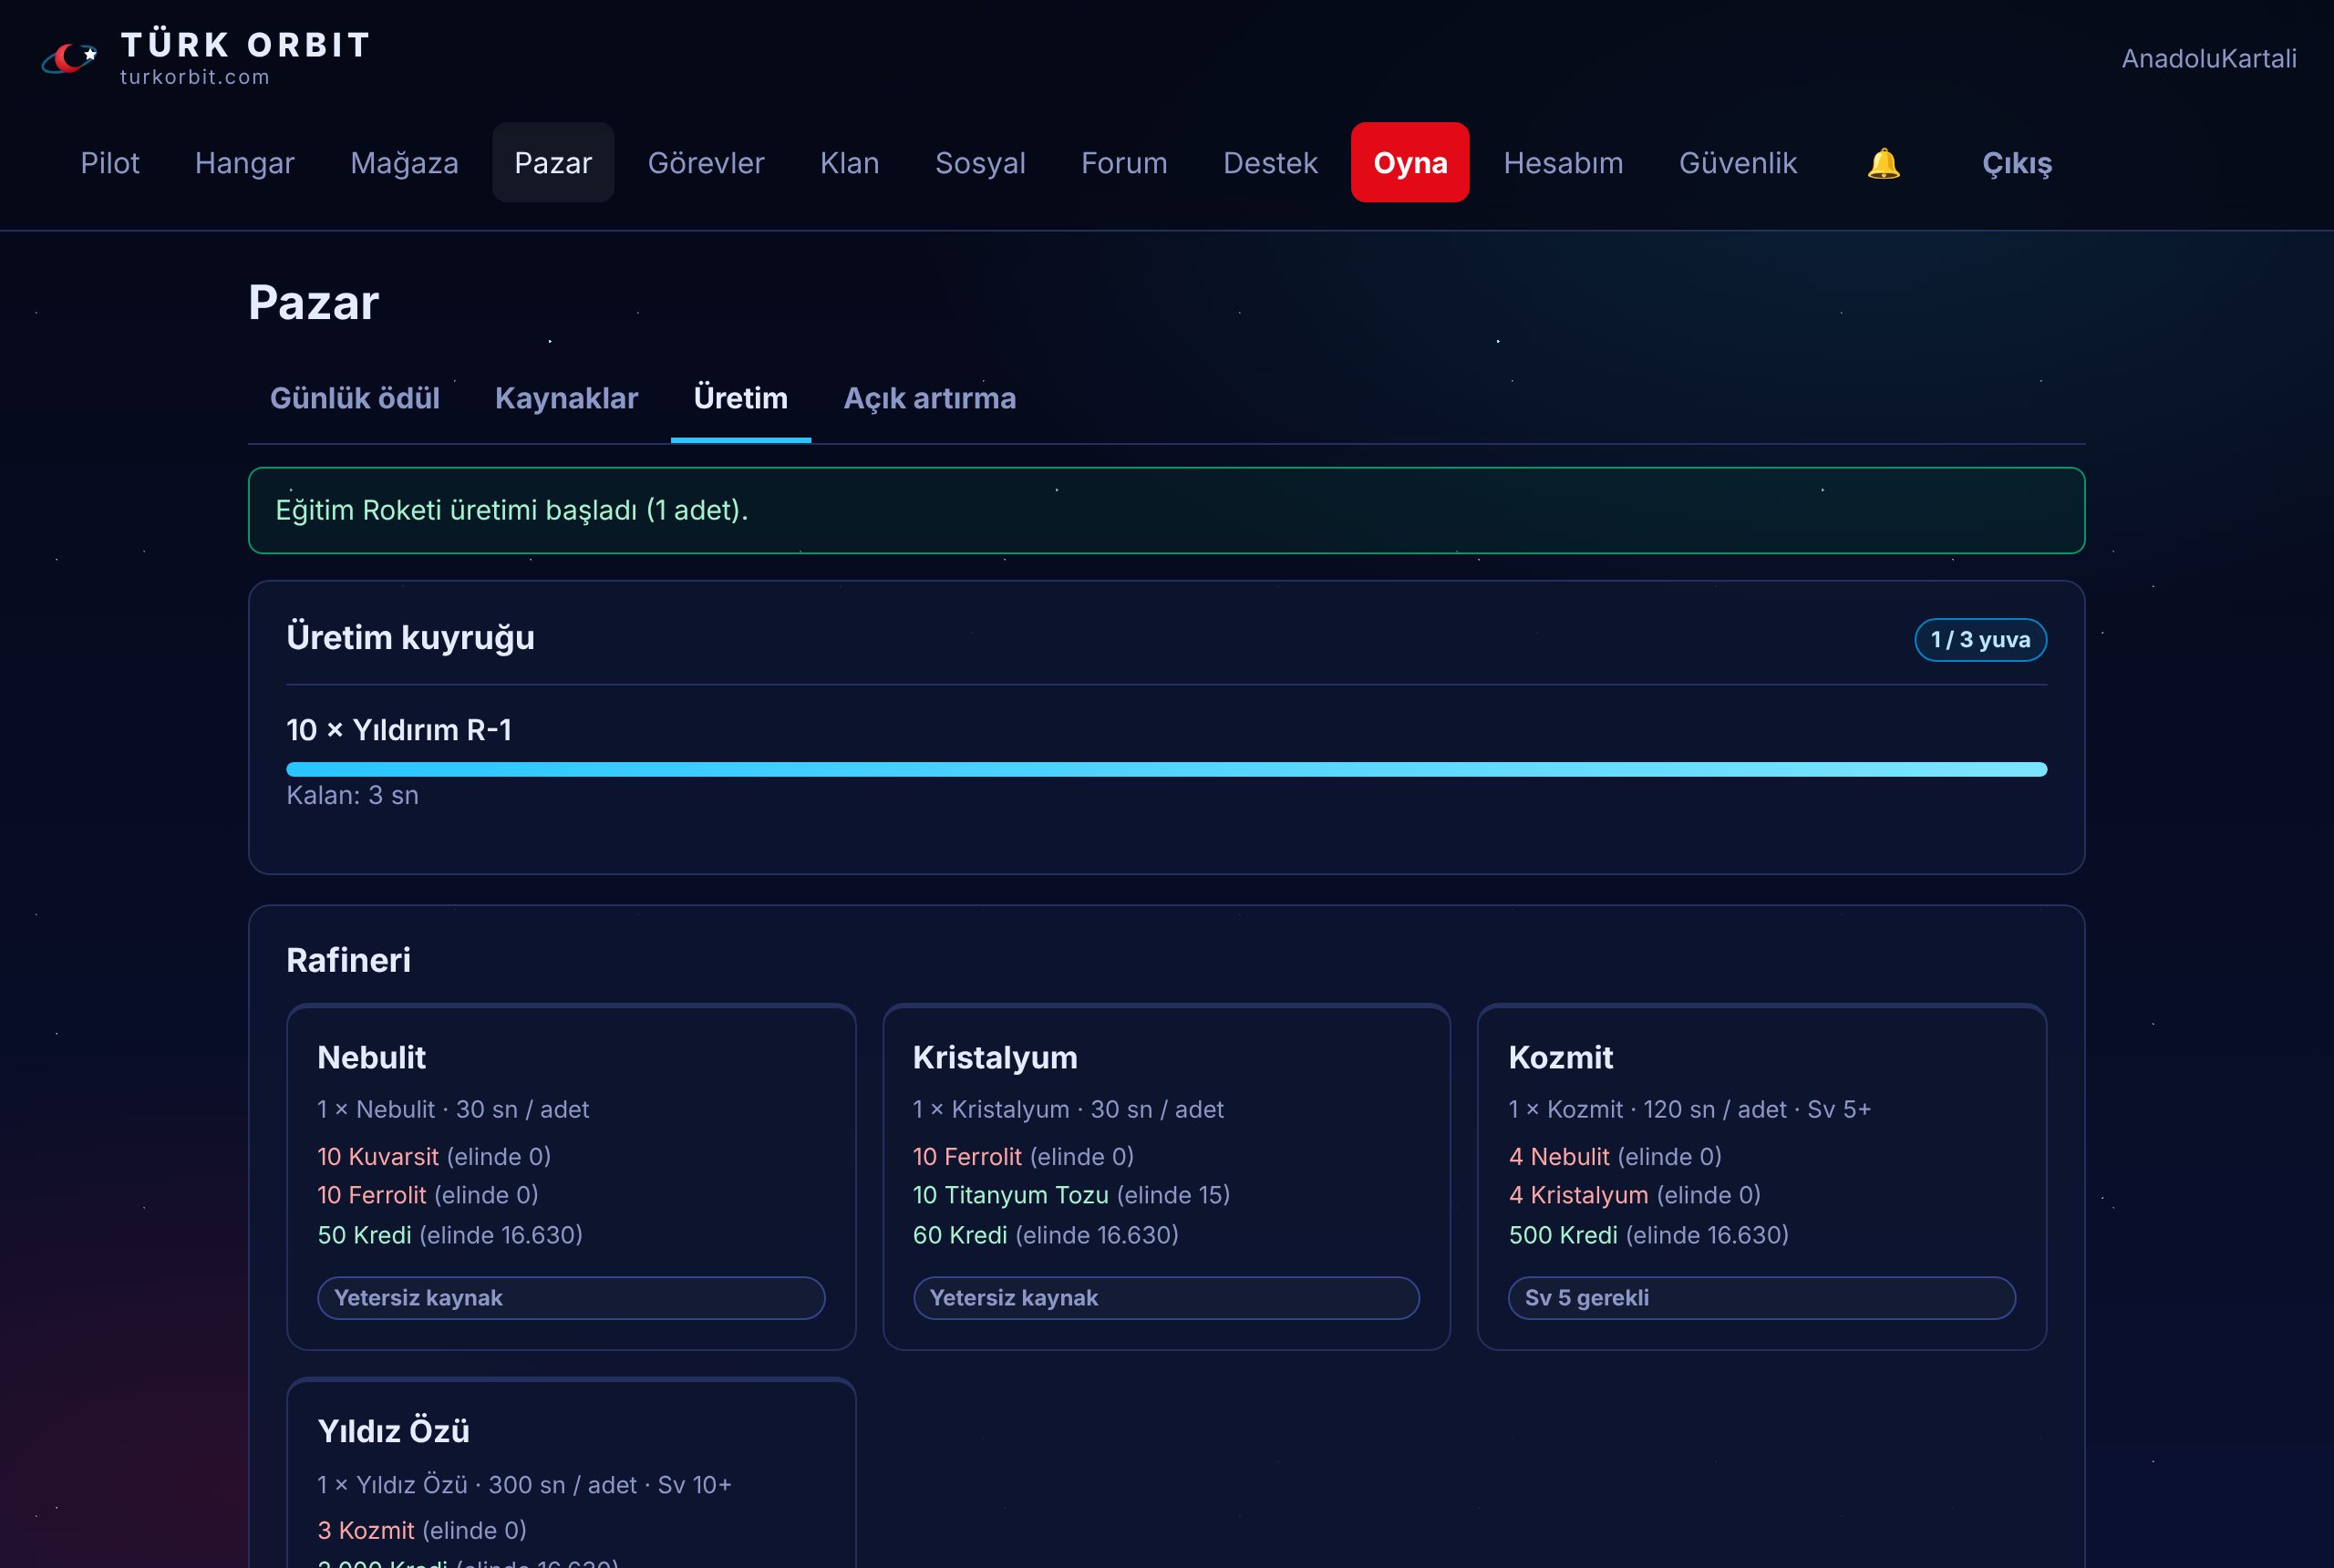 TÜRK ORBIT
turkorbit.com
AnadoluKartali
Pilot Hangar Mağaza Pazar Görevler Klan Sosyal Forum Destek Oyna Hesabım Güvenlik Çıkış
Pazar
Günlük ödül Kaynaklar Üretim Açık artırma
Eğitim Roketi üretimi başladı (1 adet).
Üretim kuyruğu
1 / 3 yuva
10 × Yıldırım R-1
Kalan: 3 sn
Rafineri
Nebulit
1 × Nebulit · 30 sn / adet
10 Kuvarsit (elinde 0)
10 Ferrolit (elinde 0)
50 Kredi (elinde 16.630)
Yetersiz kaynak
Kristalyum
1 × Kristalyum · 30 sn / adet
10 Ferrolit (elinde 0)
10 Titanyum Tozu (elinde 15)
60 Kredi (elinde 16.630)
Yetersiz kaynak
Kozmit
1 × Kozmit · 120 sn / adet · Sv 5+
4 Nebulit (elinde 0)
4 Kristalyum (elinde 0)
500 Kredi (elinde 16.630)
Sv 5 gerekli
Yıldız Özü
1 × Yıldız Özü · 300 sn / adet · Sv 10+
3 Kozmit (elinde 0)
2.000 Kredi (elinde 16.630)